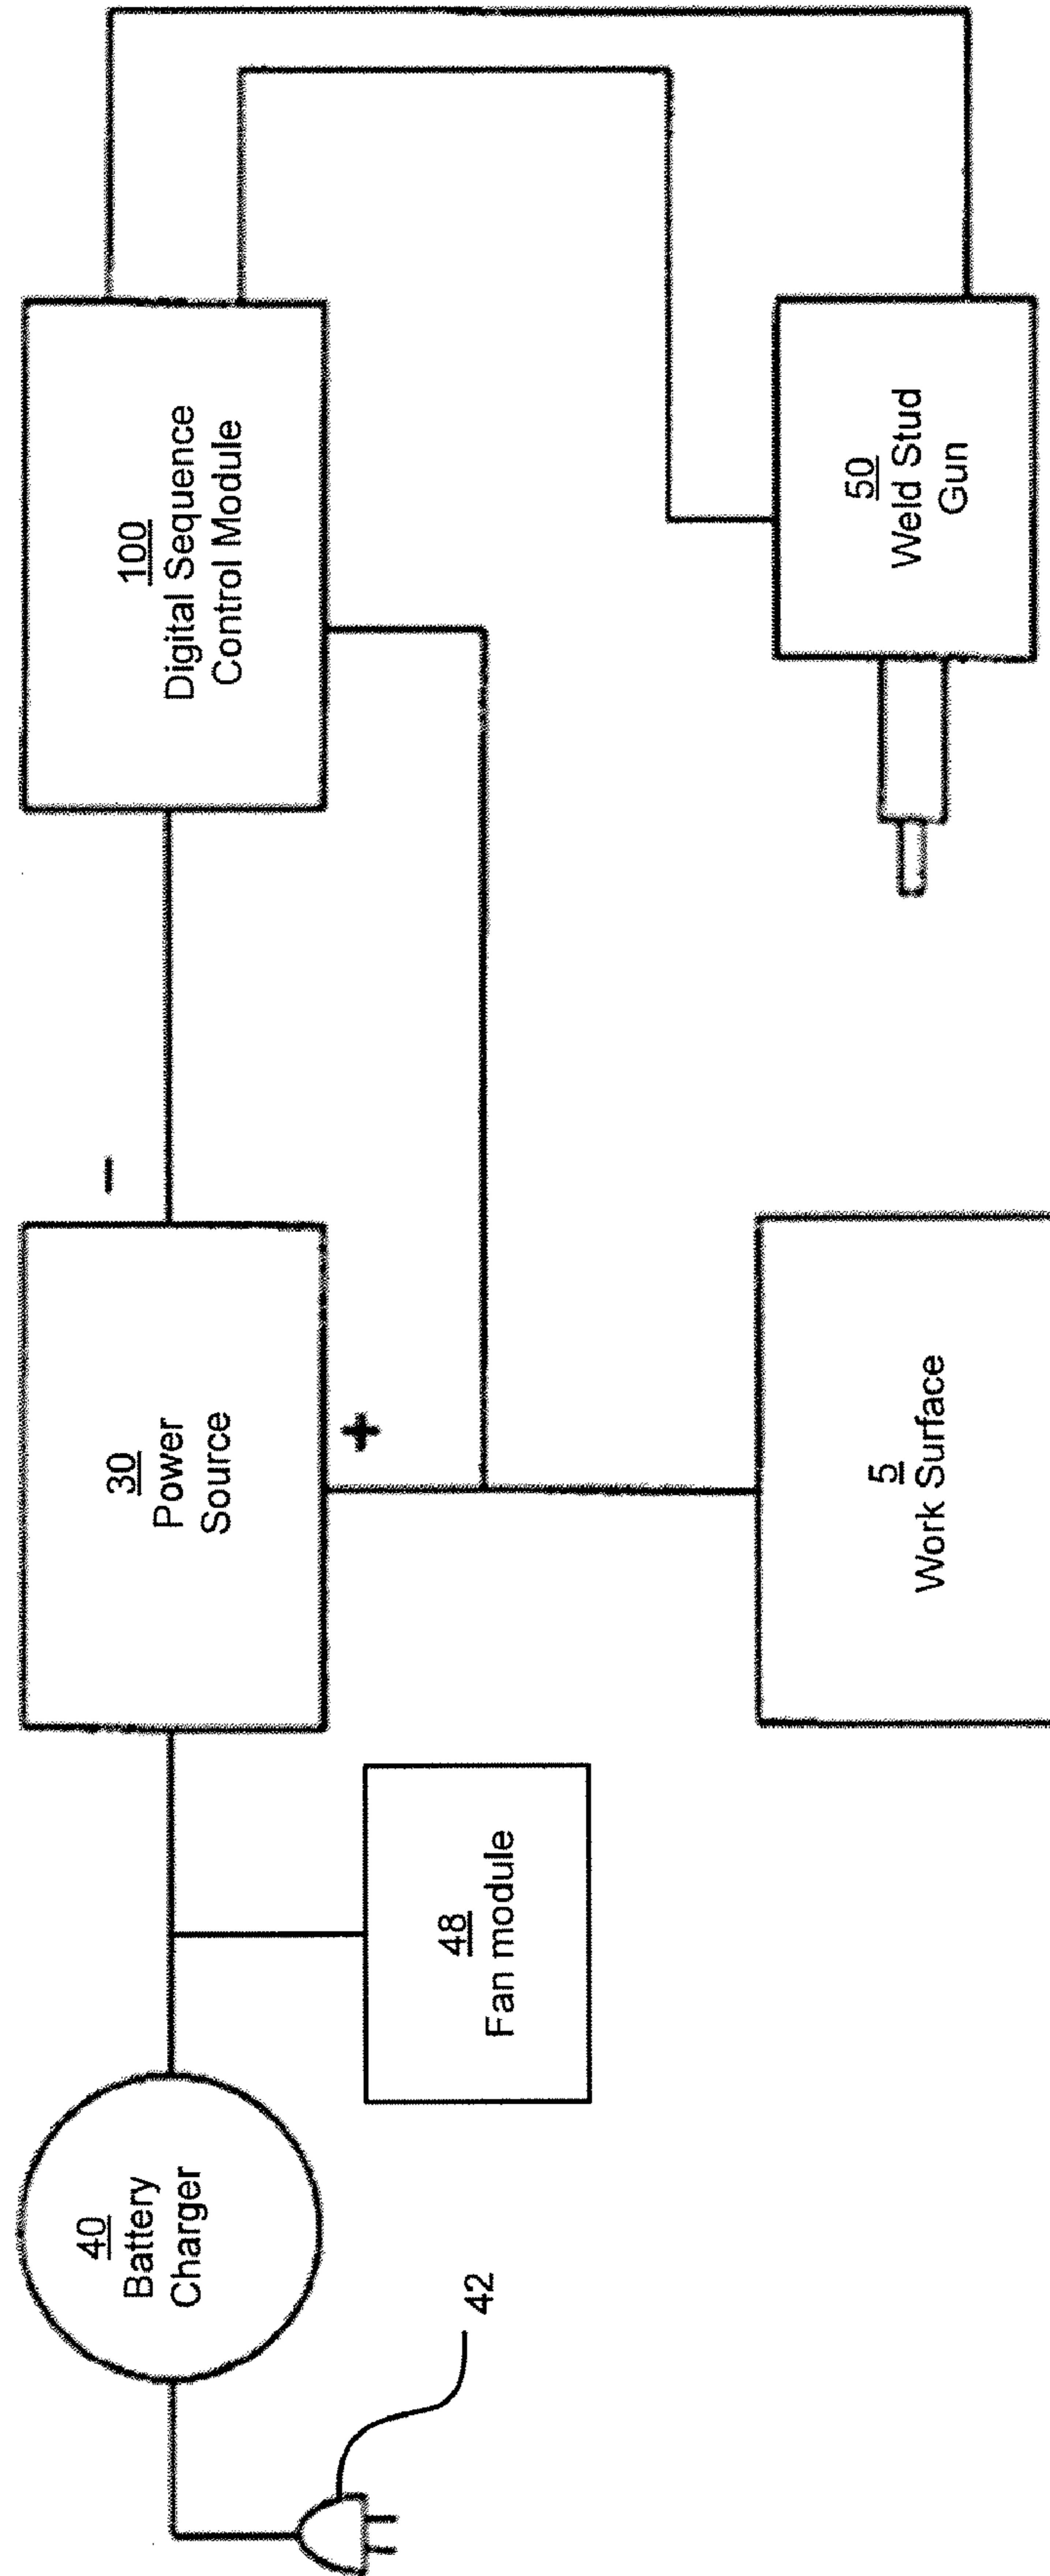 40
Battery
Charger
42
48
Fan module
30
Power
Source
+
-
5
Work Surface
100
Digital Sequence
Control Module
50
Weld Stud
Gun